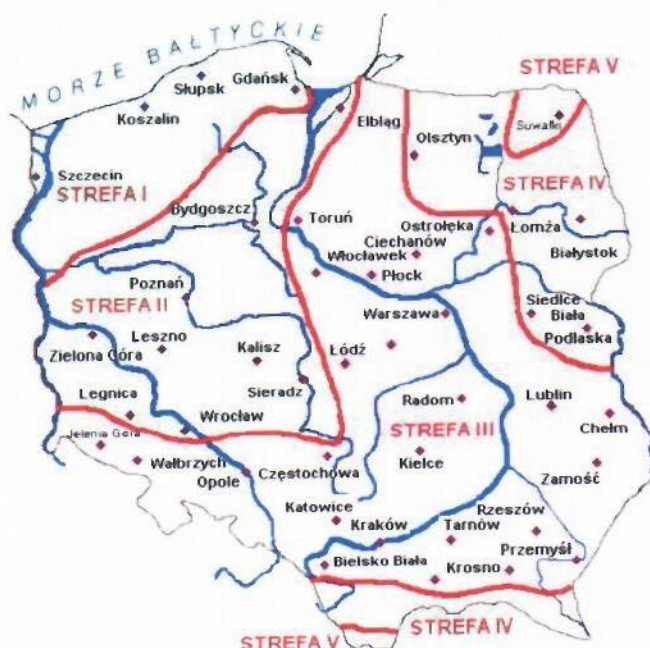 MORZE BAŁTYCKIE
STREFA V
Słupsk
Gdańsk
Koszalin
Elbląg
Olsztyn
Suwałki
Szczecin
STREFA I
STREFA IV
Bydgoszcz
Toruń
Ostrołęka
Łomża
Ciechanów
Białystok
Włocławek
Płock
Poznań
STREFA II
Siedlce
Biała
Podlaska
Warszawa
Leszno
Zielona Góra
Kalisz
Łódź
Sieradz
Legnica
Radom
Lublin
Wrocław
Chełm
STREFA III
Jelenia Góra
Kielce
Wałbrzych
Częstochowa
Opole
Zamość
Katowice
Rzeszów
Kraków
Tarnów
Przemyśl
Bielsko Biała
Krosno
STREFA IV
STREFA V